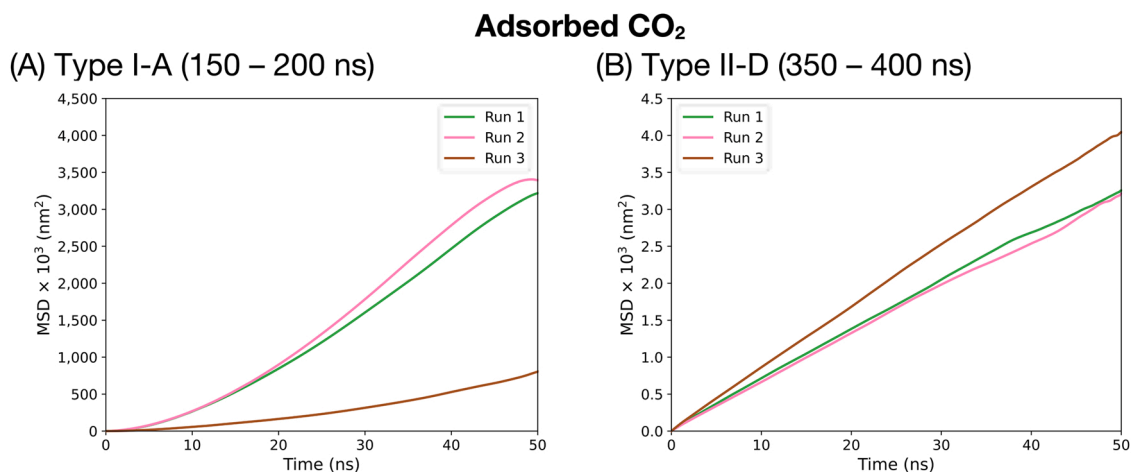 Adsorbed CO₂
(A) Type I-A (150 – 200 ns)
(B) Type II-D (350 – 400 ns)
4,500
4,000
3,500
3,000
2,500
2,000
1,500
1,000
500
0
MSD × 10³ (nm²)
Run 1
Run 2
Run 3
0 10 20 30 40 50
Time (ns)
4.5
4.0
3.5
3.0
2.5
2.0
1.5
1.0
0.5
0.0
MSD × 10³ (nm²)
Run 1
Run 2
Run 3
0 10 20 30 40 50
Time (ns)